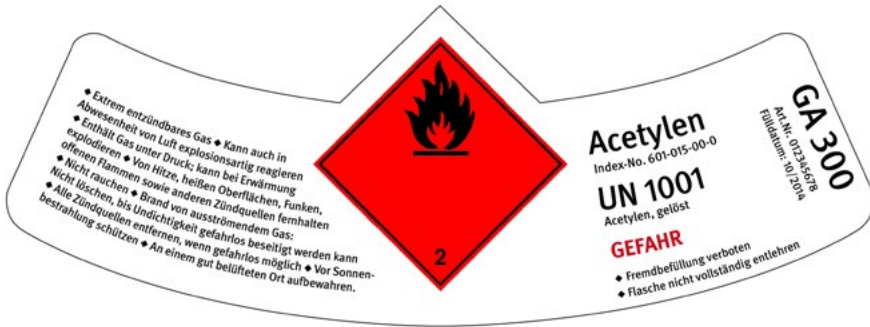 ◆ Extrem entzündbares Gas ◆ Kann auch in
Abwesenheit von Luft explosionsartig reagieren
◆ Enthält Gas unter Druck; kann bei Erwärmung
explodieren ◆ Von Hitze, heißen Oberflächen, Funken,
offenen Flammen sowie anderen Zündquellen fernhalten
◆ Nicht rauchen ◆ Brand von ausströmendem Gas:
Nicht löschen, bis Undichtigkeit gefahrlos beseitigt werden kann
◆ Alle Zündquellen entfernen, wenn gefahrlos möglich ◆ Vor Sonnen-
bestrahlung schützen ◆ An einem gut belüfteten Ort aufbewahren.
2
Acetylen
Index-No. 601-015-00-0
UN 1001
Acetylen, gelöst
GEFAHR
◆ Fremdbefüllung verboten
◆ Flasche nicht vollständig entlehren
GA 300
Art.Nr. 012345678
Fülldatum: 10/2014